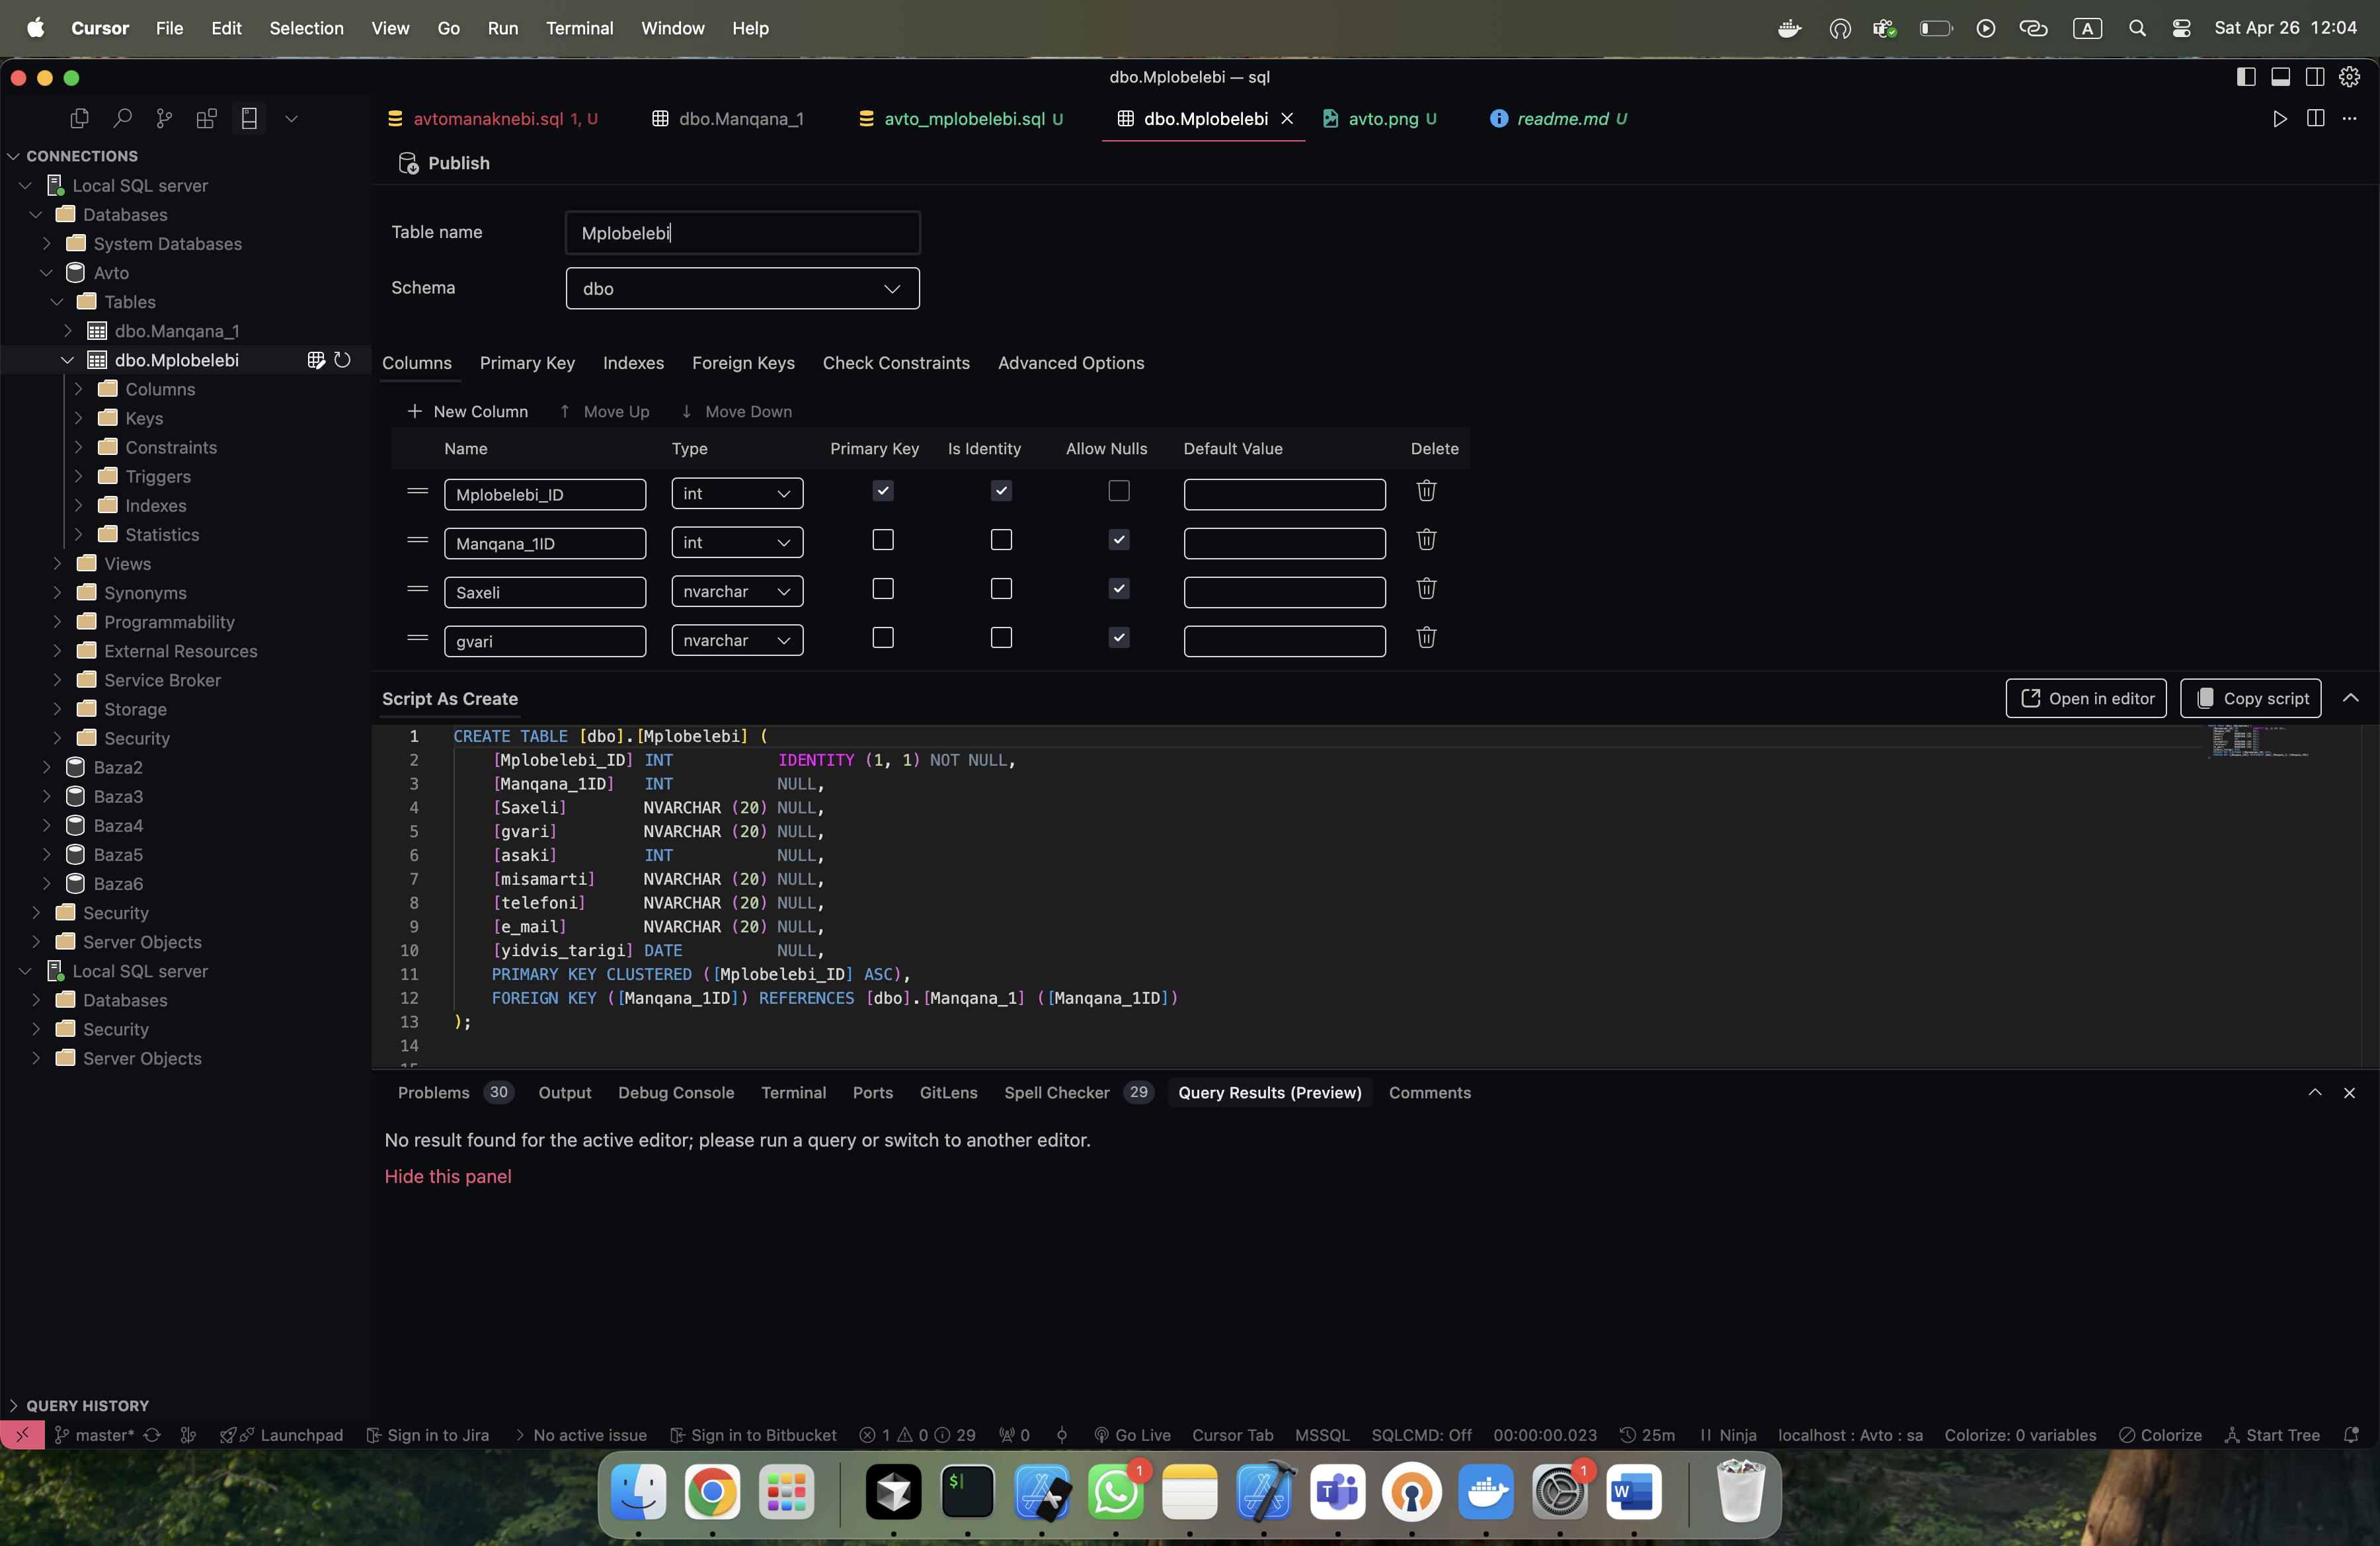 Cursor File Edit Selection View Go Run Terminal Window Help
A Sat Apr 26 12:04
dbo.Mplobelebi — sql
avtomanaknebi.sql 1, U dbo.Manqana_1 avto_mplobelebi.sql U dbo.Mplobelebi avto.png U readme.md U
CONNECTIONS
Local SQL server
Databases
System Databases
Avto
Tables
dbo.Manqana_1
dbo.Mplobelebi
Columns
Keys
Constraints
Triggers
Indexes
Statistics
Views
Synonyms
Programmability
External Resources
Service Broker
Storage
Security
Baza2
Baza3
Baza4
Baza5
Baza6
Security
Server Objects
Local SQL server
Databases
Security
Server Objects
QUERY HISTORY
Publish
Table name Mplobelebi
Schema dbo
Columns Primary Key Indexes Foreign Keys Check Constraints Advanced Options
New Column Move Up Move Down
Name Type Primary Key Is Identity Allow Nulls Default Value Delete
Mplobelebi_ID int
Manqana_1ID int
Saxeli nvarchar
gvari nvarchar
Script As Create Open in editor Copy script
1 CREATE TABLE [dbo].[Mplobelebi] (
2 [Mplobelebi_ID] INT IDENTITY (1, 1) NOT NULL,
3 [Manqana_1ID] INT NULL,
4 [Saxeli] NVARCHAR (20) NULL,
5 [gvari] NVARCHAR (20) NULL,
6 [asaki] INT NULL,
7 [misamarti] NVARCHAR (20) NULL,
8 [telefoni] NVARCHAR (20) NULL,
9 [e_mail] NVARCHAR (20) NULL,
10 [yidvis_tarigi] DATE NULL,
11 PRIMARY KEY CLUSTERED ([Mplobelebi_ID] ASC),
12 FOREIGN KEY ([Manqana_1ID]) REFERENCES [dbo].[Manqana_1] ([Manqana_1ID])
13 );
14
Problems 30 Output Debug Console Terminal Ports GitLens Spell Checker 29 Query Results (Preview) Comments
No result found for the active editor; please run a query or switch to another editor.
Hide this panel
master* Launchpad Sign in to Jira No active issue Sign in to Bitbucket 1 0 29 0 Go Live Cursor Tab MSSQL SQLCMD: Off 00:00:00.023 25m Ninja localhost : Avto : sa Colorize: 0 variables Colorize Start Tree
$ 1 T 1 W